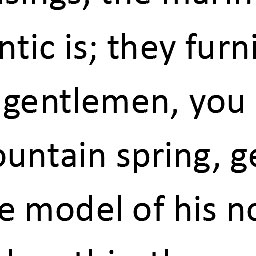 ntic is; they furni
gentlemen, you
ountain spring, ge
e model of his no